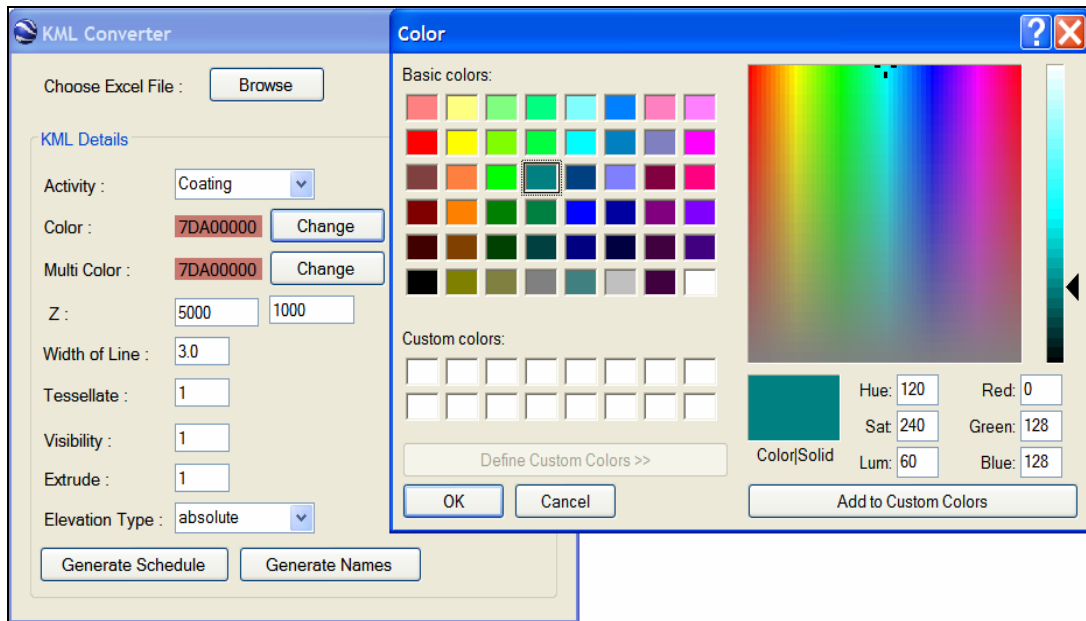 KML Converter
Choose Excel File :
Browse
KML Details
Activity :
Coating
Color :
7DA00000
Change
Multi Color :
7DA00000
Change
Z :
5000
1000
Width of Line :
3.0
Tessellate :
1
Visibility :
1
Extrude :
1
Elevation Type :
absolute
Generate Schedule
Generate Names
Color
?
Basic colors:
Custom colors:
Define Custom Colors >>
OK
Cancel
Color|Solid
Hue: 120
Red: 0
Sat: 240
Green: 128
Lum: 60
Blue: 128
Add to Custom Colors